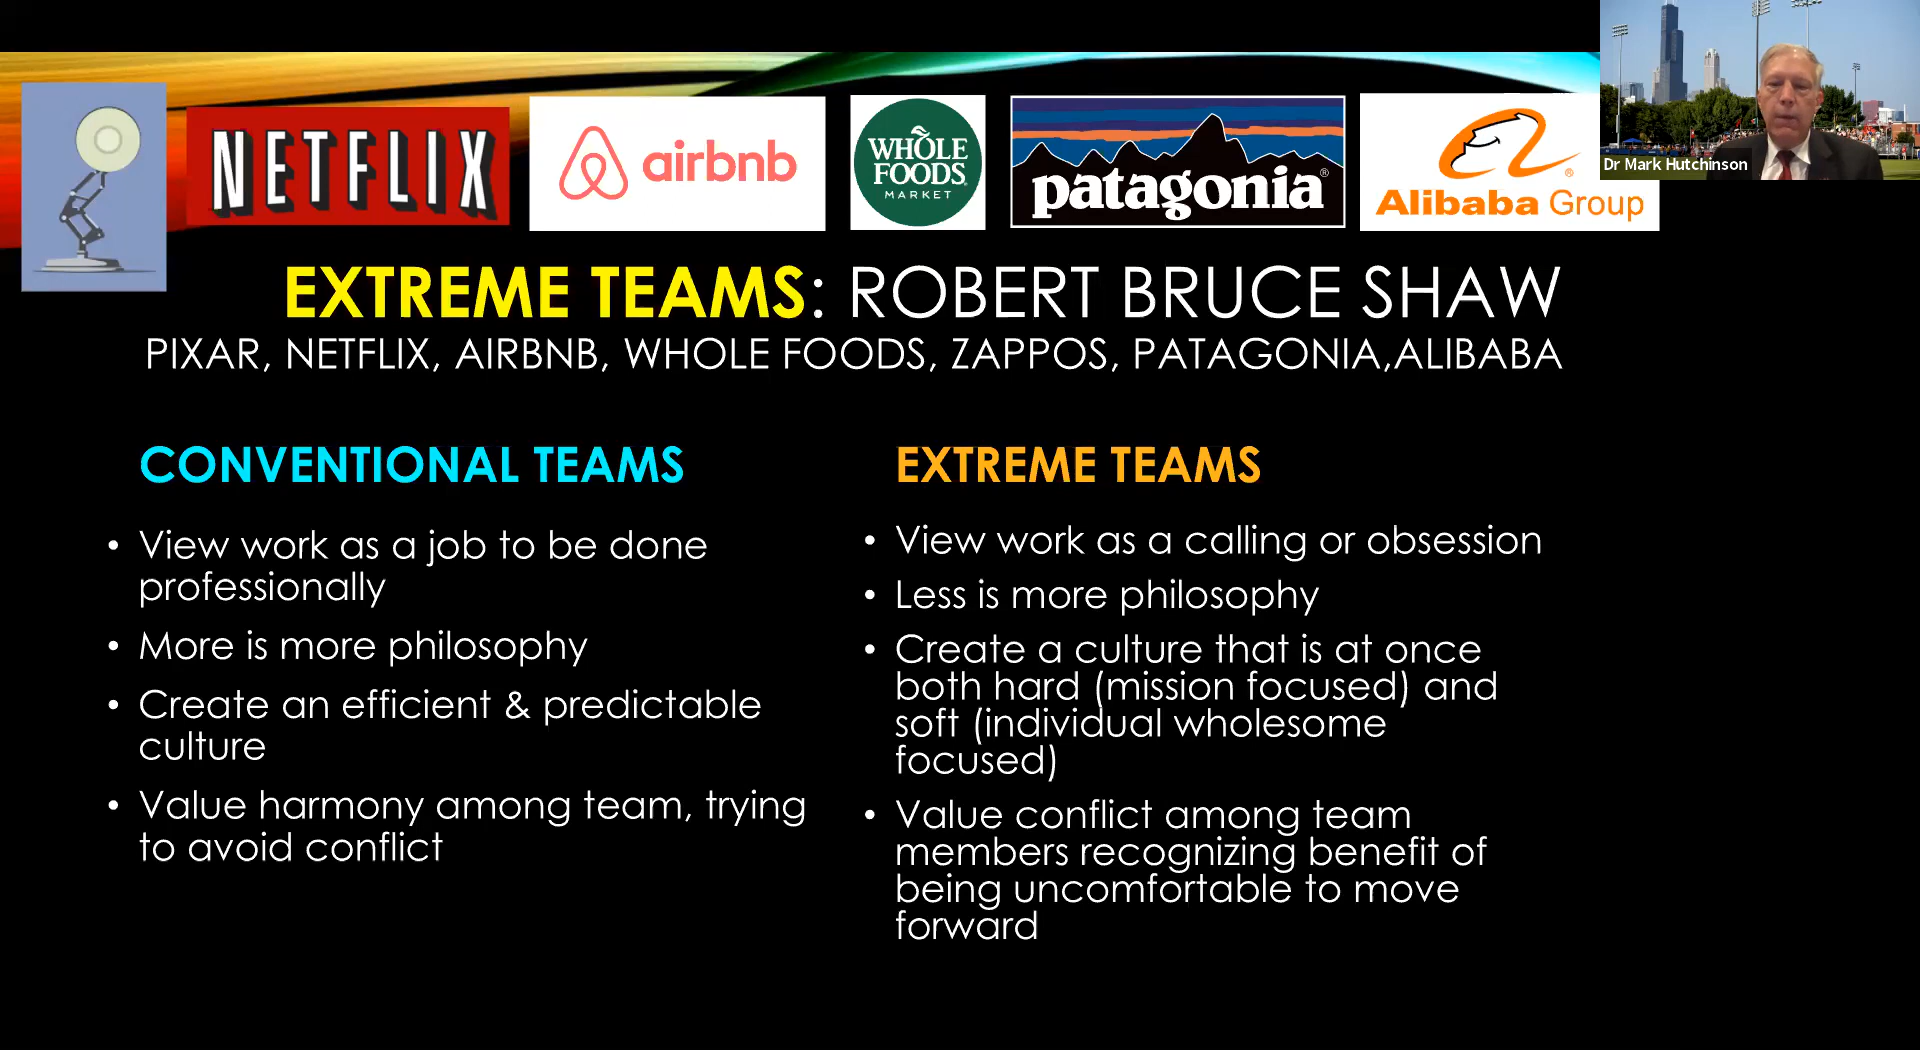 NETFLIX
airbnb
WHOLE
FOODS
MARKET
patagonia®
®
Alibaba Group
Dr Mark Hutchinson
EXTREME TEAMS: ROBERT BRUCE SHAW
PIXAR, NETFLIX, AIRBNB, WHOLE FOODS, ZAPPOS, PATAGONIA,ALIBABA
CONVENTIONAL TEAMS
• View work as a job to be done
professionally
• More is more philosophy
• Create an efficient & predictable
culture
• Value harmony among team, trying
to avoid conflict
EXTREME TEAMS
• View work as a calling or obsession
• Less is more philosophy
• Create a culture that is at once
both hard (mission focused) and
soft (individual wholesome
focused)
• Value conflict among team
members recognizing benefit of
being uncomfortable to move
forward